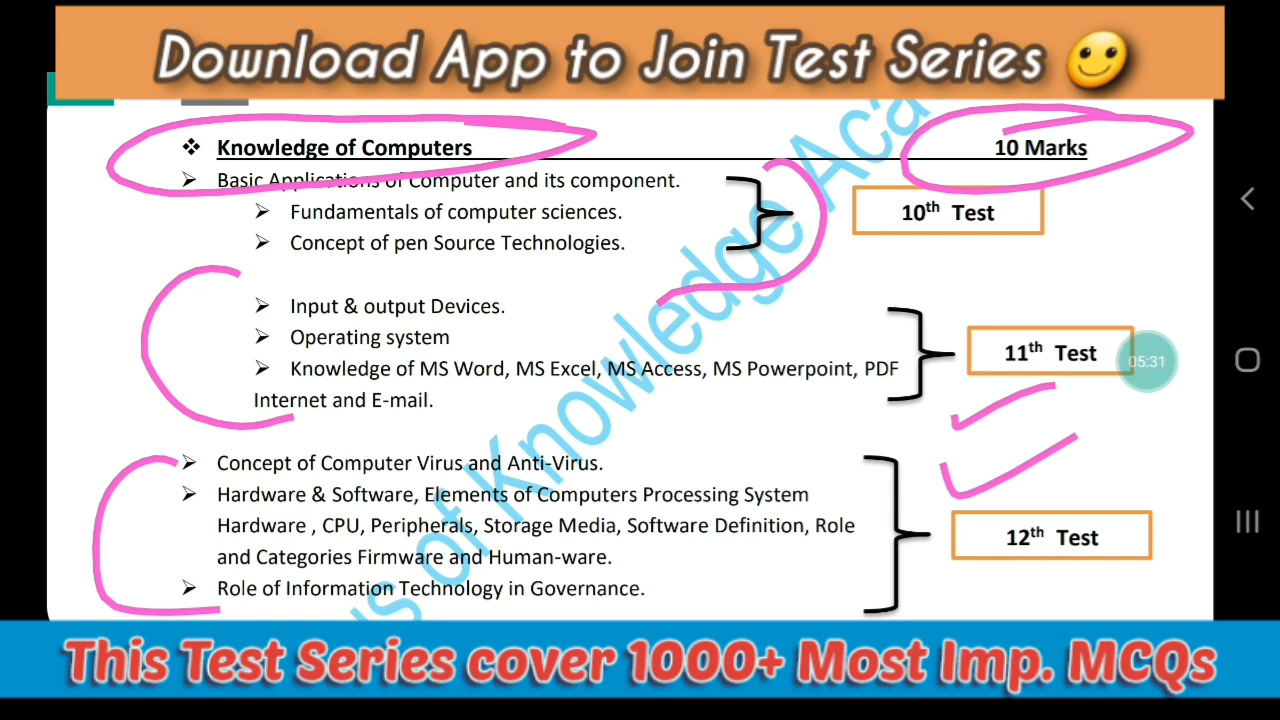 Download App to Join Test Series
❖ Knowledge of Computers 10 Marks
➢ Basic Applications of Computer and its component.
➢ Fundamentals of computer sciences.
10th Test
➢ Concept of pen Source Technologies.
➢ Input & output Devices.
➢ Operating system
11th Test
05:31
➢ Knowledge of MS Word, MS Excel, MS Access, MS Powerpoint, PDF
Internet and E-mail.
➢ Concept of Computer Virus and Anti-Virus.
➢ Hardware & Software, Elements of Computers Processing System
Hardware , CPU, Peripherals, Storage Media, Software Definition, Role
12th Test
and Categories Firmware and Human-ware.
➢ Role of Information Technology in Governance.
of Knowledge
This Test Series cover 1000+ Most Imp. MCQs